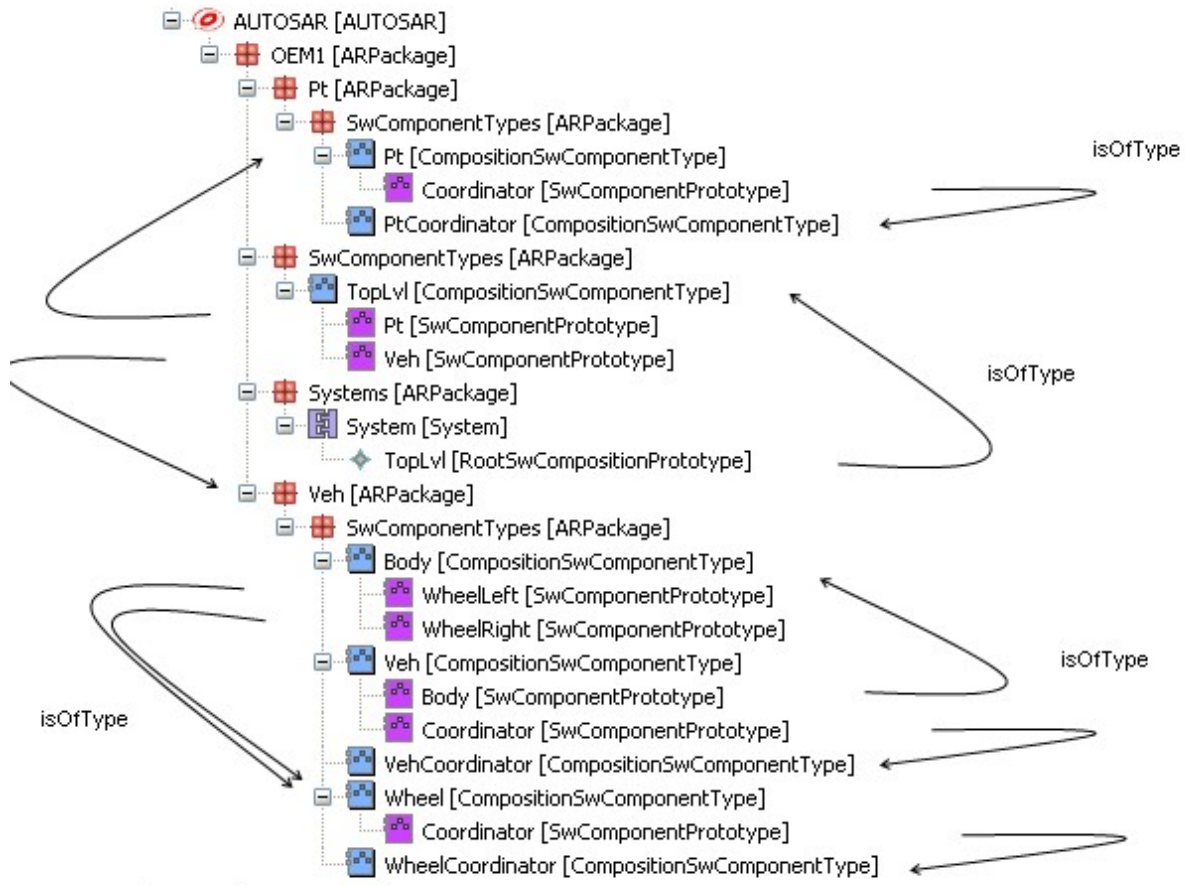 AUTOSAR [AUTOSAR]
OEM1 [ARPackage]
Pt [ARPackage]
SwComponentTypes [ARPackage]
Pt [CompositionSwComponentType]
isOfType
Coordinator [SwComponentPrototype]
PtCoordinator [CompositionSwComponentType]
SwComponentTypes [ARPackage]
TopLvl [CompositionSwComponentType]
Pt [SwComponentPrototype]
Veh [SwComponentPrototype]
isOfType
Systems [ARPackage]
System [System]
TopLvl [RootSwCompositionPrototype]
Veh [ARPackage]
SwComponentTypes [ARPackage]
Body [CompositionSwComponentType]
WheelLeft [SwComponentPrototype]
WheelRight [SwComponentPrototype]
Veh [CompositionSwComponentType]
isOfType
Body [SwComponentPrototype]
isOfType
Coordinator [SwComponentPrototype]
VehCoordinator [CompositionSwComponentType]
Wheel [CompositionSwComponentType]
Coordinator [SwComponentPrototype]
WheelCoordinator [CompositionSwComponentType]